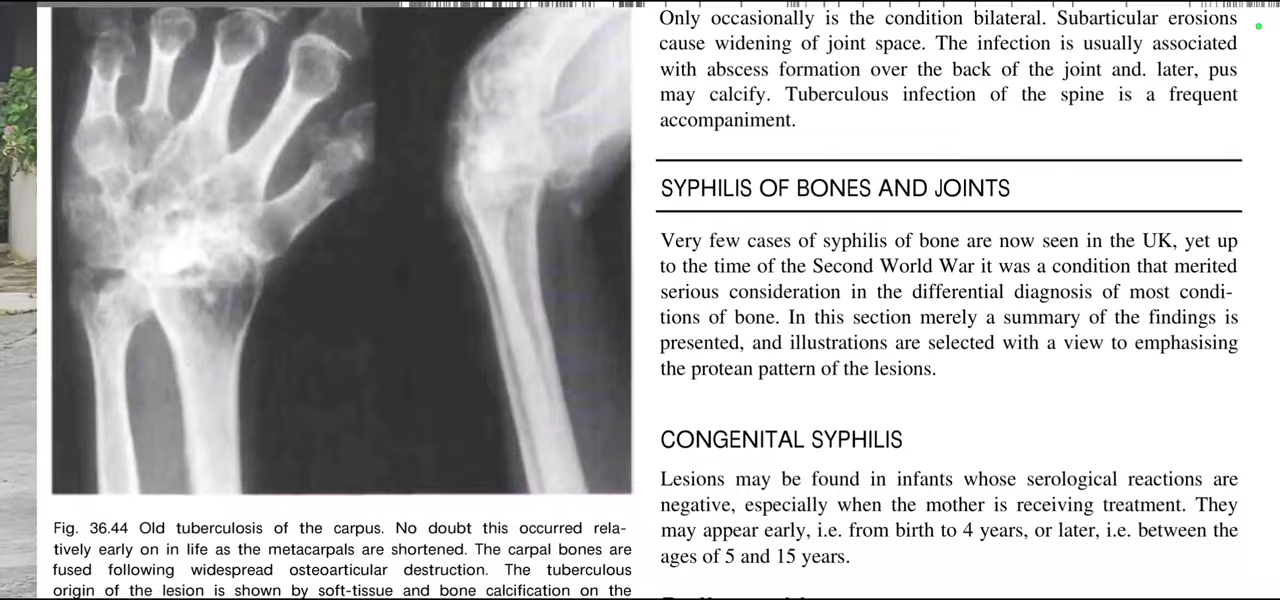 Only occasionally is the condition bilateral. Subarticular erosions
cause widening of joint space. The infection is usually associated
with abscess formation over the back of the joint and. later, pus
may calcify. Tuberculous infection of the spine is a frequent
accompaniment.
SYPHILIS OF BONES AND JOINTS
Very few cases of syphilis of bone are now seen in the UK, yet up
to the time of the Second World War it was a condition that merited
serious consideration in the differential diagnosis of most condi-
tions of bone. In this section merely a summary of the findings is
presented, and illustrations are selected with a view to emphasising
the protean pattern of the lesions.
CONGENITAL SYPHILIS
Lesions may be found in infants whose serological reactions are
negative, especially when the mother is receiving treatment. They
may appear early, i.e. from birth to 4 years, or later, i.e. between the
ages of 5 and 15 years.
Fig. 36.44 Old tuberculosis of the carpus. No doubt this occurred rela-
tively early on in life as the metacarpals are shortened. The carpal bones are
fused following widespread osteoarticular destruction. The tuberculous
origin of the lesion is shown by soft-tissue and bone calcification on the